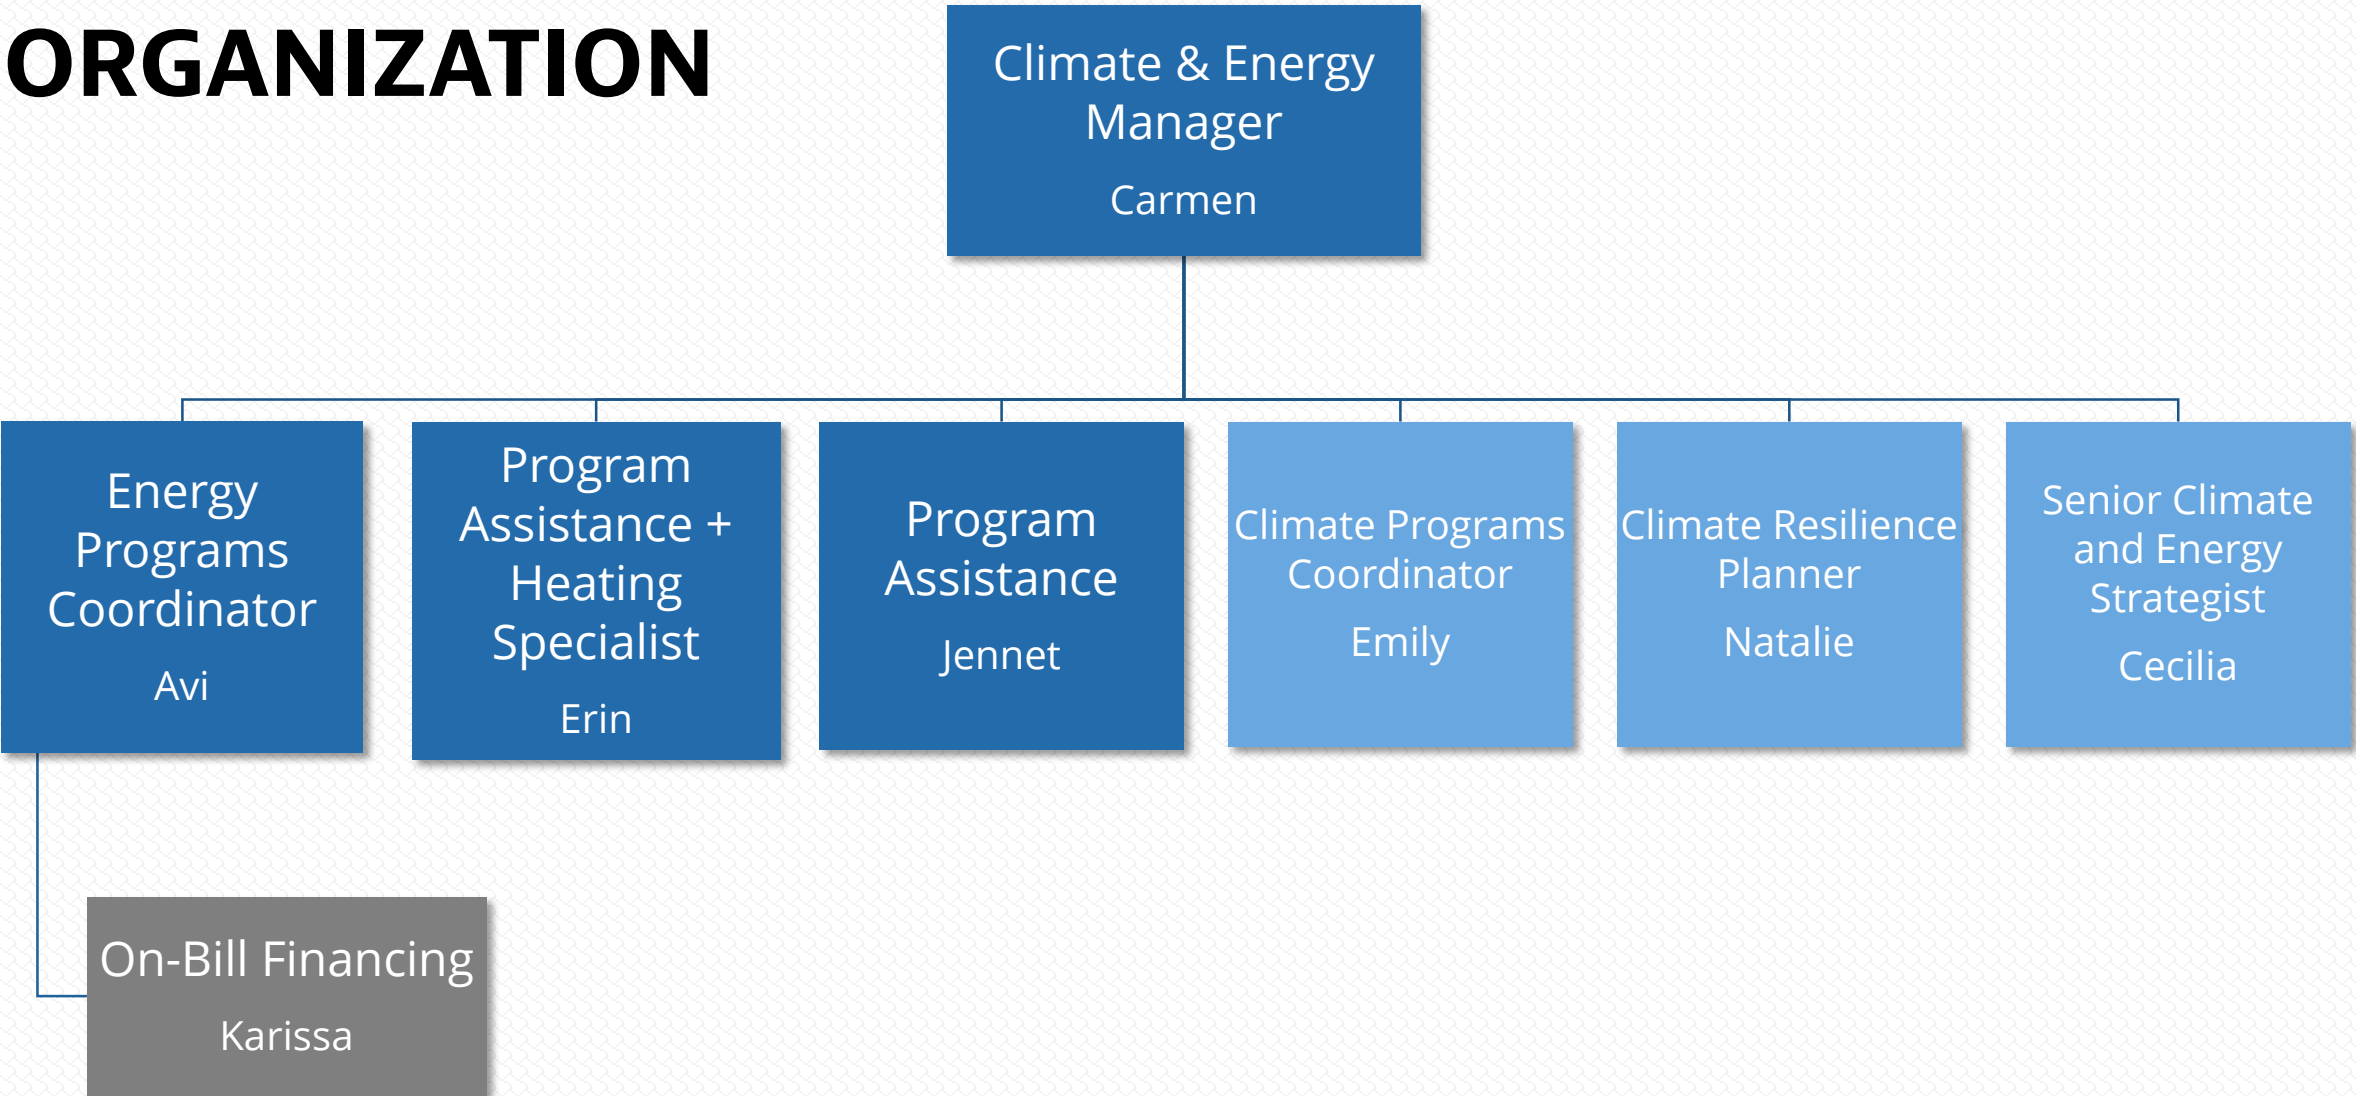 ORGANIZATION
Climate & Energy
Manager
Carmen
Energy
Programs
Coordinator
Avi
Program
Assistance +
Heating
Specialist
Erin
Program
Assistance
Jennet
Climate Programs
Coordinator
Emily
Climate Resilience
Planner
Natalie
Senior Climate
and Energy
Strategist
Cecilia
On-Bill Financing
Karissa